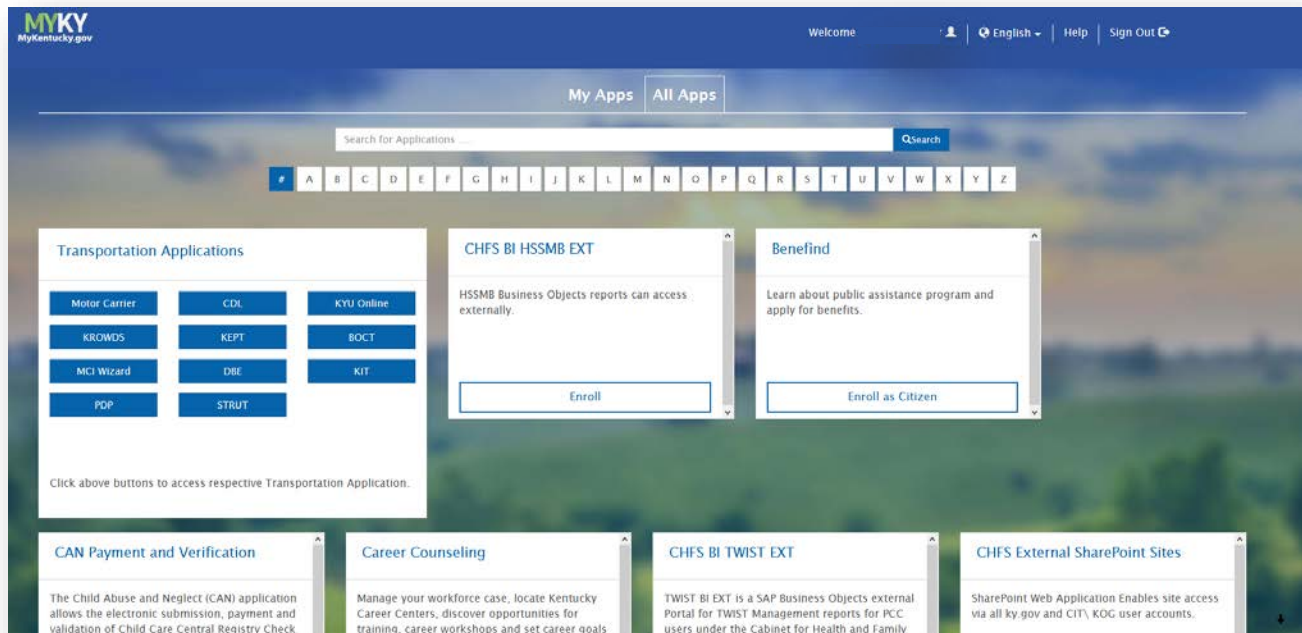 MYKY
MyKentucky.gov
Welcome
English
Help
Sign Out
My Apps
All Apps
Search for Applications ...
Search
# A B C D E F G H I J K L M N O P Q R S T U V W X Y Z
Transportation Applications
Motor Carrier
CDL
KYU Online
KROWDS
KEPT
BOCT
MCI Wizard
DBE
KIT
PDP
STRUT
Click above buttons to access respective Transportation Application.
CHFS BI HSSMB EXT
HSSMB Business Objects reports can access
externally.
Enroll
Benefind
Learn about public assistance program and
apply for benefits.
Enroll as Citizen
CAN Payment and Verification
The Child Abuse and Neglect (CAN) application
allows the electronic submission, payment and
validation of Child Care Central Registry Check
Career Counseling
Manage your workforce case, locate Kentucky
Career Centers, discover opportunities for
training, career workshops and set career goals
CHFS BI TWIST EXT
TWIST BI EXT is a SAP Business Objects external
Portal for TWIST Management reports for PCC
users under the Cabinet for Health and Family
CHFS External SharePoint Sites
SharePoint Web Application Enables site access
via all ky.gov and CIT\ KOG user accounts.